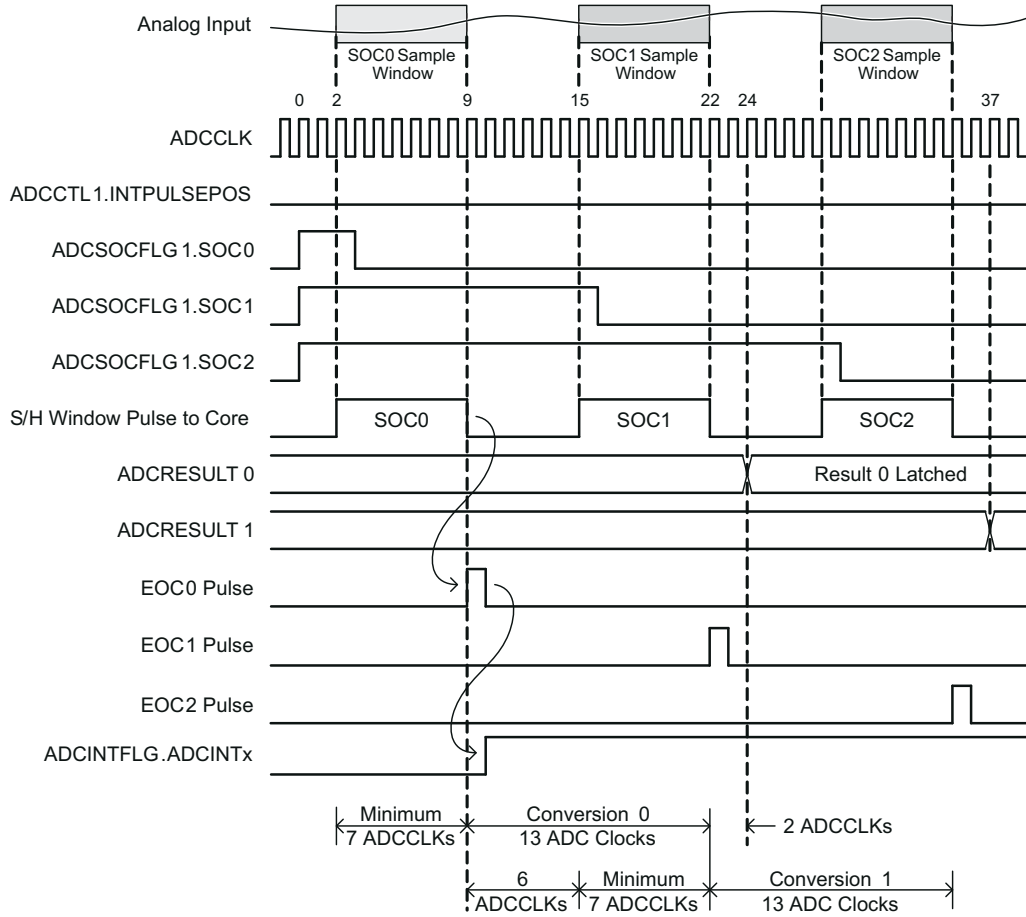 Analog Input
SOC0 Sample
Window
SOC1 Sample
Window
SOC2 Sample
Window
0 2 9 15 22 24 37
ADCCLK
ADCCTL1.INTPULSEPOS
ADCSOCFLG 1.SOC0
ADCSOCFLG 1.SOC1
ADCSOCFLG 1.SOC2
S/H Window Pulse to Core SOC0 SOC1 SOC2
ADCRESULT 0 Result 0 Latched
ADCRESULT 1
EOC0 Pulse
EOC1 Pulse
EOC2 Pulse
ADCINTFLG.ADCINTx
Minimum
7 ADCCLKs
Conversion 0
13 ADC Clocks
2 ADCCLKs
6
ADCCLKs
Minimum
7 ADCCLKs
Conversion 1
13 ADC Clocks